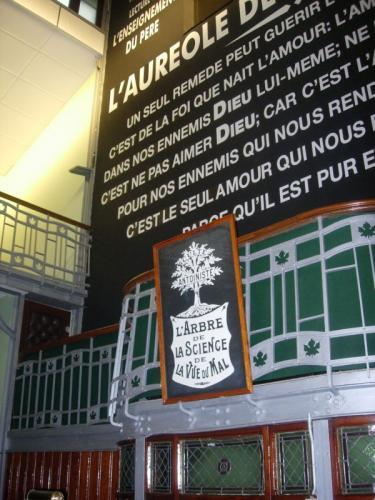 LECTURE
L'ENSEIGNEMENT
DU PÈRE
L'AUREOLE DE
UN SEUL REMEDE PEUT GUERIR L'
C'EST DE LA FOI QUE NAIT L'AMOUR: L'AM
DANS NOS ENNEMIS DIEU LUI-MEME; NE
C'EST NE PAS AIMER DIEU; CAR C'EST L'A
POUR NOS ENNEMIS QUI NOUS REND
C'EST LE SEUL AMOUR QUI NOUS
PARCE QU'IL EST PUR E
ANTOINISTE
L'ARBRE
DE
LA SCIENCE
DE
LA VUE DU MAL